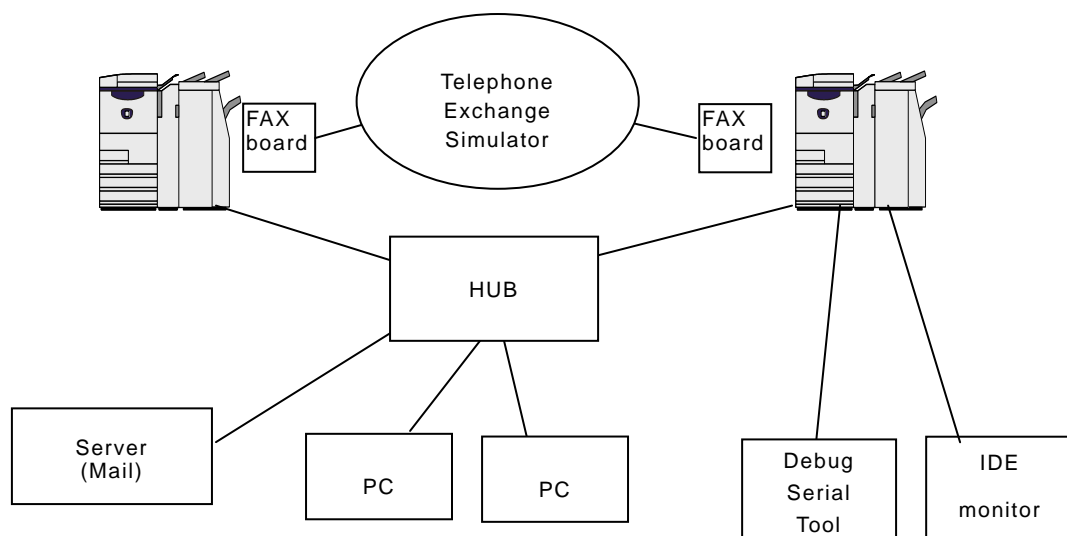 Telephone
Exchange
Simulator
FAX
board
FAX
board
HUB
Server
(Mail)
PC
PC
Debug
Serial
Tool
IDE
monitor